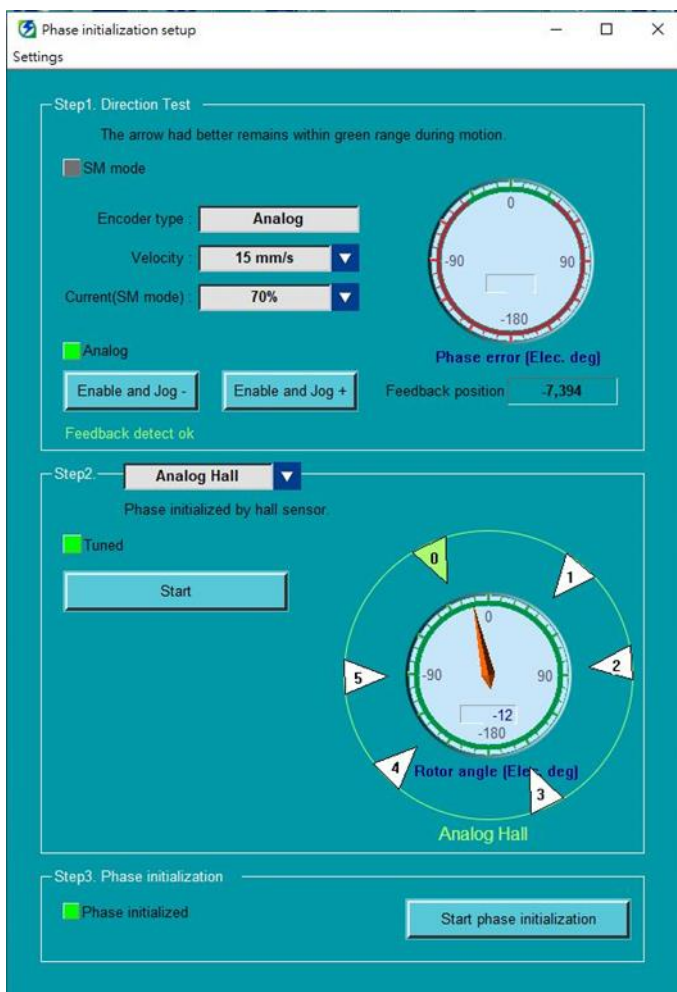 Phase initialization setup
Settings
Step1. Direction Test
The arrow had better remains within green range during motion.
SM mode
Encoder type : Analog
Velocity : 15 mm/s
Current(SM mode) : 70%
0
-90 90
-180
Phase error (Elec. deg)
Analog
Enable and Jog - Enable and Jog + Feedback position -7,394
Feedback detect ok
Step2. Analog Hall
Phase initialized by hall sensor.
Tuned
Start
0
1
0
5 -90 90 2
-12
-180
4 Rotor angle (Elec. deg)
3
Analog Hall
Step3. Phase initialization
Phase initialized Start phase initialization